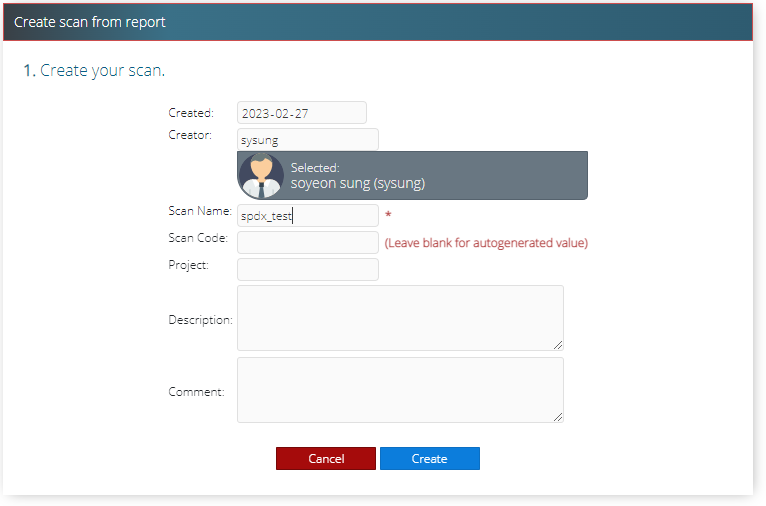 Create scan from report
1. Create your scan.
Created: 2023-02-27
Creator: sysung
Selected:
soyeon sung (sysung)
Scan Name: spdx_test *
Scan Code: (Leave blank for autogenerated value)
Project:
Description:
Comment:
Cancel Create